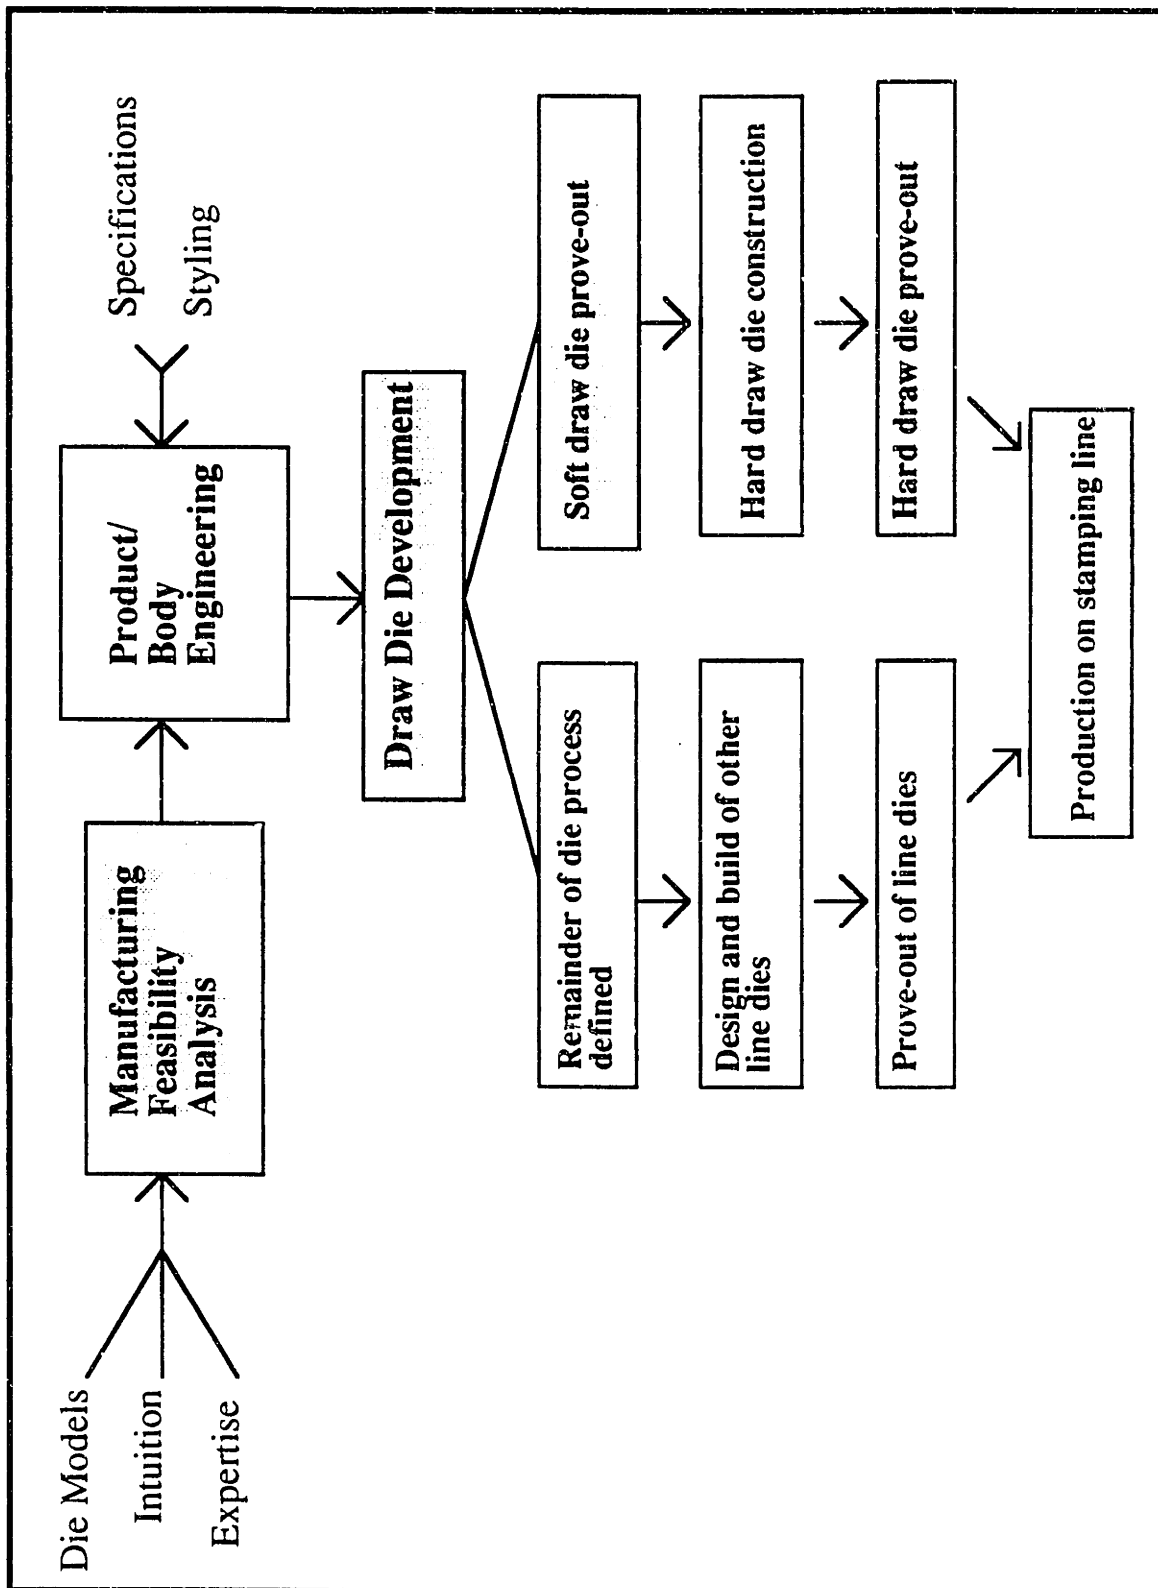 Die Models
Intuition
Expertise
Manufacturing
Feasibility
Analysis
Product/
Body
Engineering
Specifications
Styling
Draw Die Development
Remainder of die process
defined
Soft draw die prove-out
Design and build of other
line dies
Hard draw die construction
Prove-out of line dies
Hard draw die prove-out
Production on stamping line